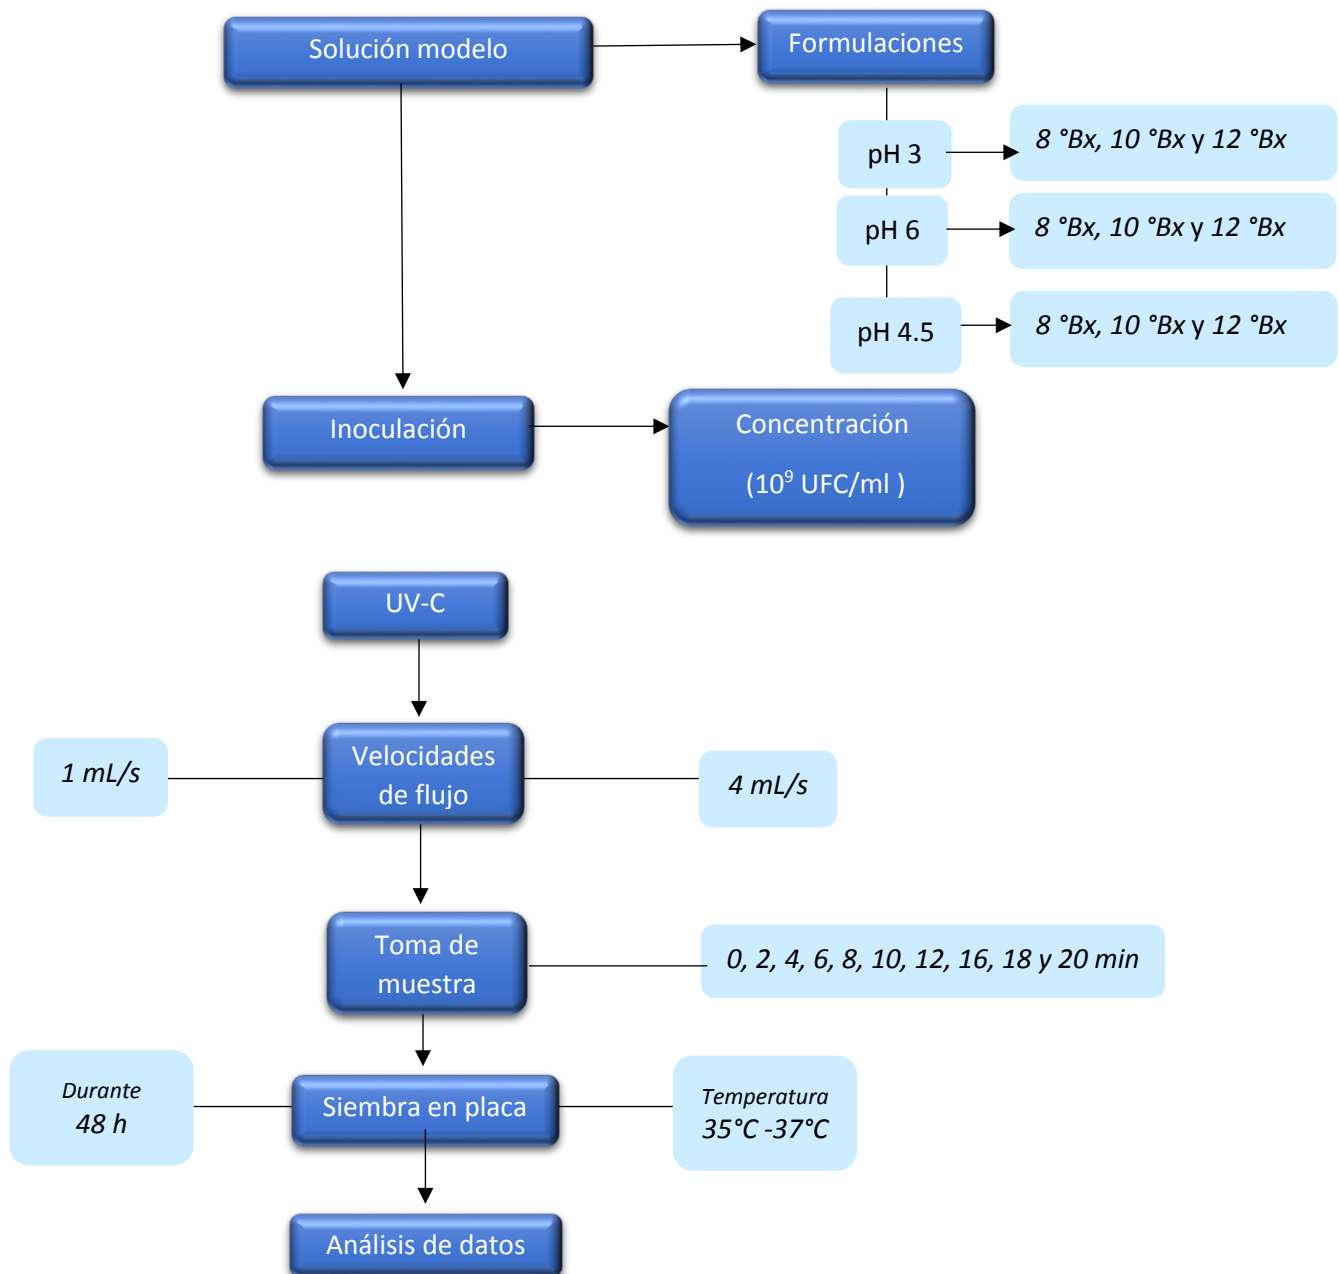 Solución modelo
Formulaciones
pH 3
8 °Bx, 10 °Bx y 12 °Bx
pH 6
8 °Bx, 10 °Bx y 12 °Bx
pH 4.5
8 °Bx, 10 °Bx y 12 °Bx
Inoculación
Concentración
(10⁹ UFC/ml )
UV-C
Velocidades
de flujo
1 mL/s
4 mL/s
Toma de
muestra
0, 2, 4, 6, 8, 10, 12, 16, 18 y 20 min
Durante
48 h
Siembra en placa
Temperatura
35°C -37°C
Análisis de datos